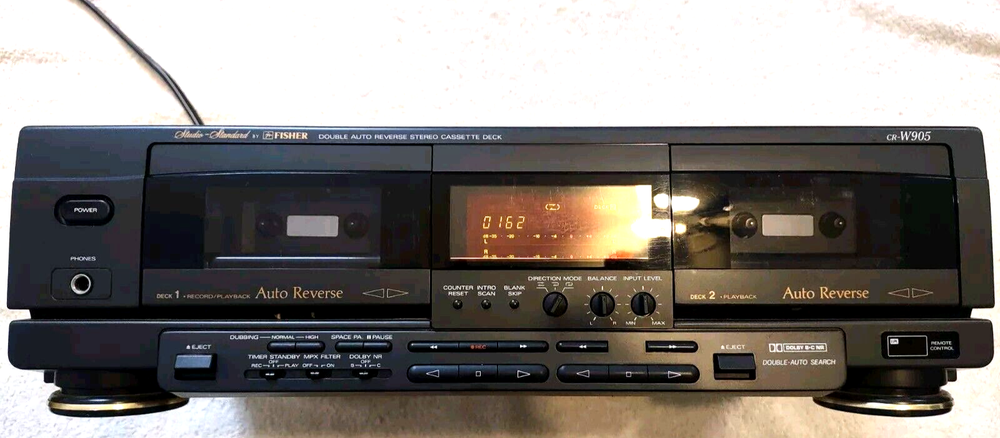 Studio-Standard BY FISHER DOUBLE AUTO REVERSE STEREO CASSETTE DECK
CR-W905
POWER
PHONES
0162
L
R
DECK 1 • RECORD/PLAYBACK Auto Reverse
COUNTER RESET
INTRO SCAN
BLANK SKIP
DIRECTION MODE
BALANCE
L R
INPUT LEVEL
MIN MAX
DECK 2 • PLAYBACK Auto Reverse
EJECT
DUBBING NORMAL HIGH
SPACE PA. PAUSE
TIMER STANDBY
OFF
REC PLAY
MPX FILTER
OFF ON
DOLBY NR
OFF
B C
REC
EJECT
DOLBY B-C NR
DOUBLE-AUTO SEARCH
REMOTE CONTROL